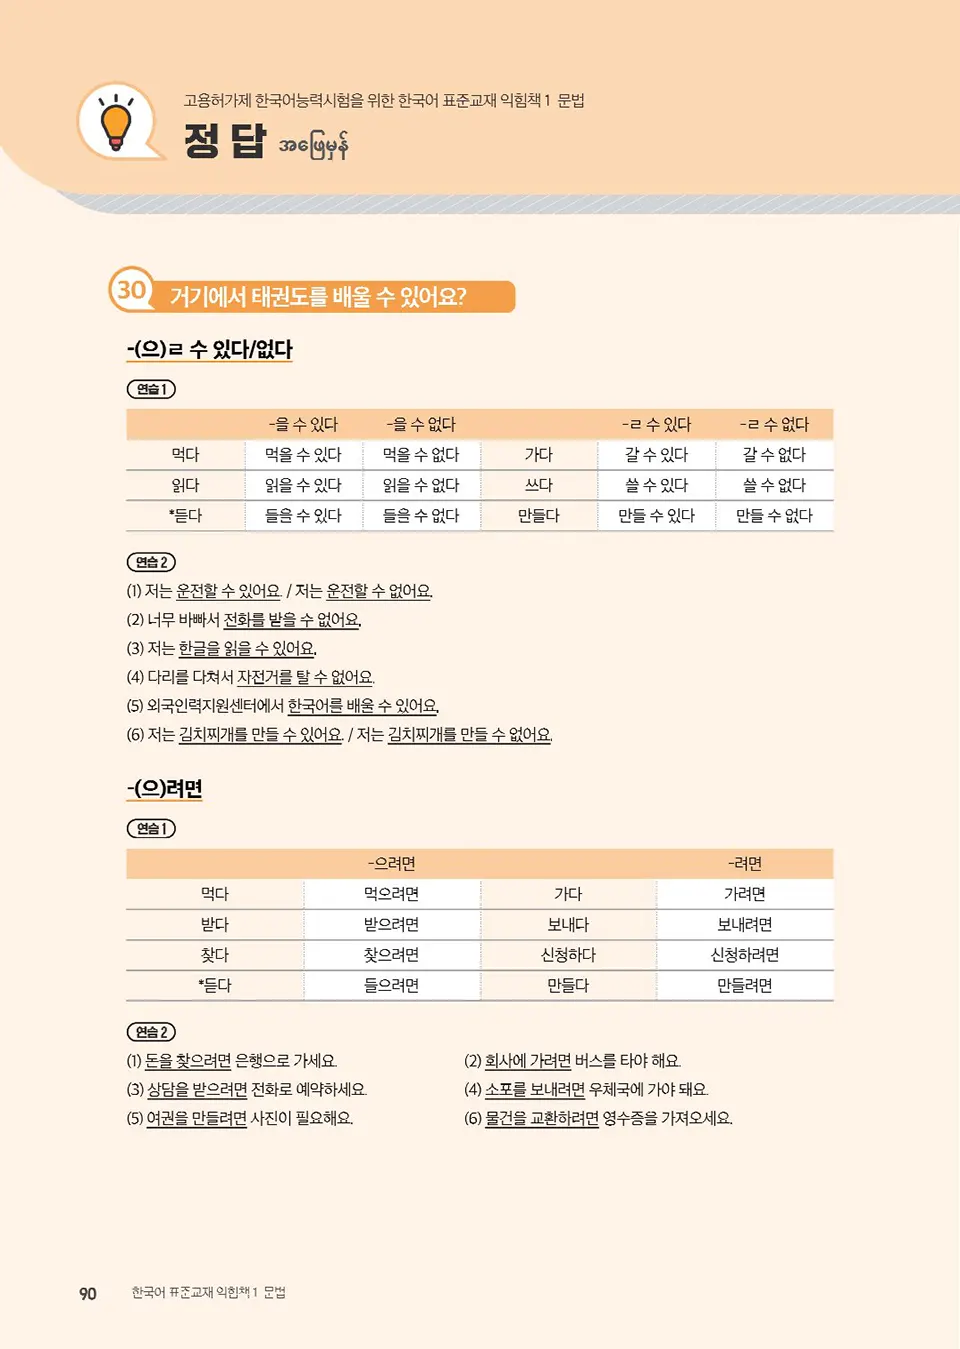 고용허가제 한국어능력시험을 위한 한국어 표준교재 익힘책 1 문법
정 답 အဖြေမှန်
30 거기에서 태권도를 배울 수 있어요?
-(으)ㄹ 수 있다/없다
연습 1
-을 수 있다 -을 수 없다 -ㄹ 수 있다 -ㄹ 수 없다
먹다 먹을 수 있다 먹을 수 없다 가다 갈 수 있다 갈 수 없다
읽다 읽을 수 있다 읽을 수 없다 쓰다 쓸 수 있다 쓸 수 없다
*듣다 들을 수 있다 들을 수 없다 만들다 만들 수 있다 만들 수 없다
연습 2
(1) 저는 운전할 수 있어요. / 저는 운전할 수 없어요.
(2) 너무 바빠서 전화를 받을 수 없어요.
(3) 저는 한글을 읽을 수 있어요.
(4) 다리를 다쳐서 자전거를 탈 수 없어요.
(5) 외국인력지원센터에서 한국어를 배울 수 있어요.
(6) 저는 김치찌개를 만들 수 있어요. / 저는 김치찌개를 만들 수 없어요.
-(으)려면
연습 1
-으려면 -려면
먹다 먹으려면 가다 가려면
받다 받으려면 보내다 보내려면
찾다 찾으려면 신청하다 신청하려면
*듣다 들으려면 만들다 만들려면
연습 2
(1) 돈을 찾으려면 은행으로 가세요. (2) 회사에 가려면 버스를 타야 해요.
(3) 상담을 받으려면 전화로 예약하세요. (4) 소포를 보내려면 우체국에 가야 돼요.
(5) 여권을 만들려면 사진이 필요해요. (6) 물건을 교환하려면 영수증을 가져오세요.
90 한국어 표준교재 익힘책 1 문법